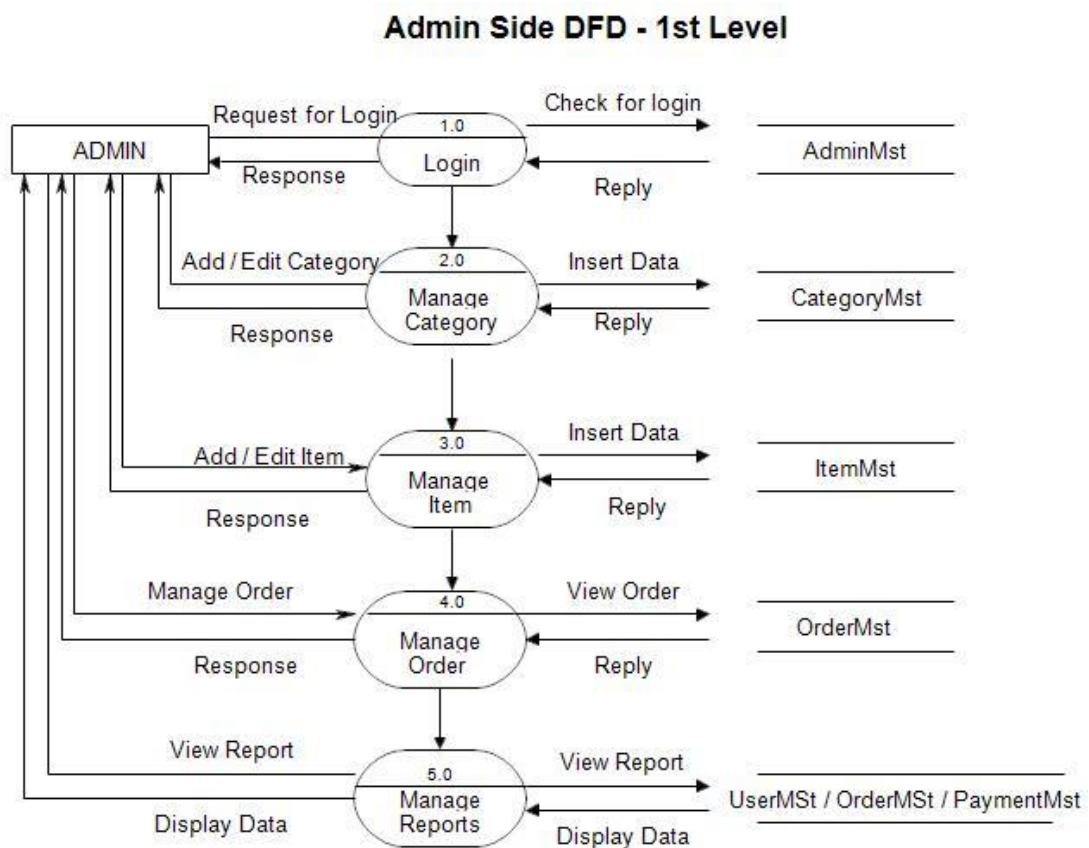 Admin Side DFD - 1st Level
Request for Login
Check for login
1.0
ADMIN
Login
AdminMst
Response
Reply
Add / Edit Category
2.0
Insert Data
Manage
Category
CategoryMst
Response
Reply
3.0
Insert Data
Add / Edit Item
Manage
Item
ItemMst
Response
Reply
Manage Order
4.0
View Order
Manage
Order
OrderMst
Response
Reply
View Report
5.0
View Report
Manage
Reports
UserMSt / OrderMSt / PaymentMst
Display Data
Display Data